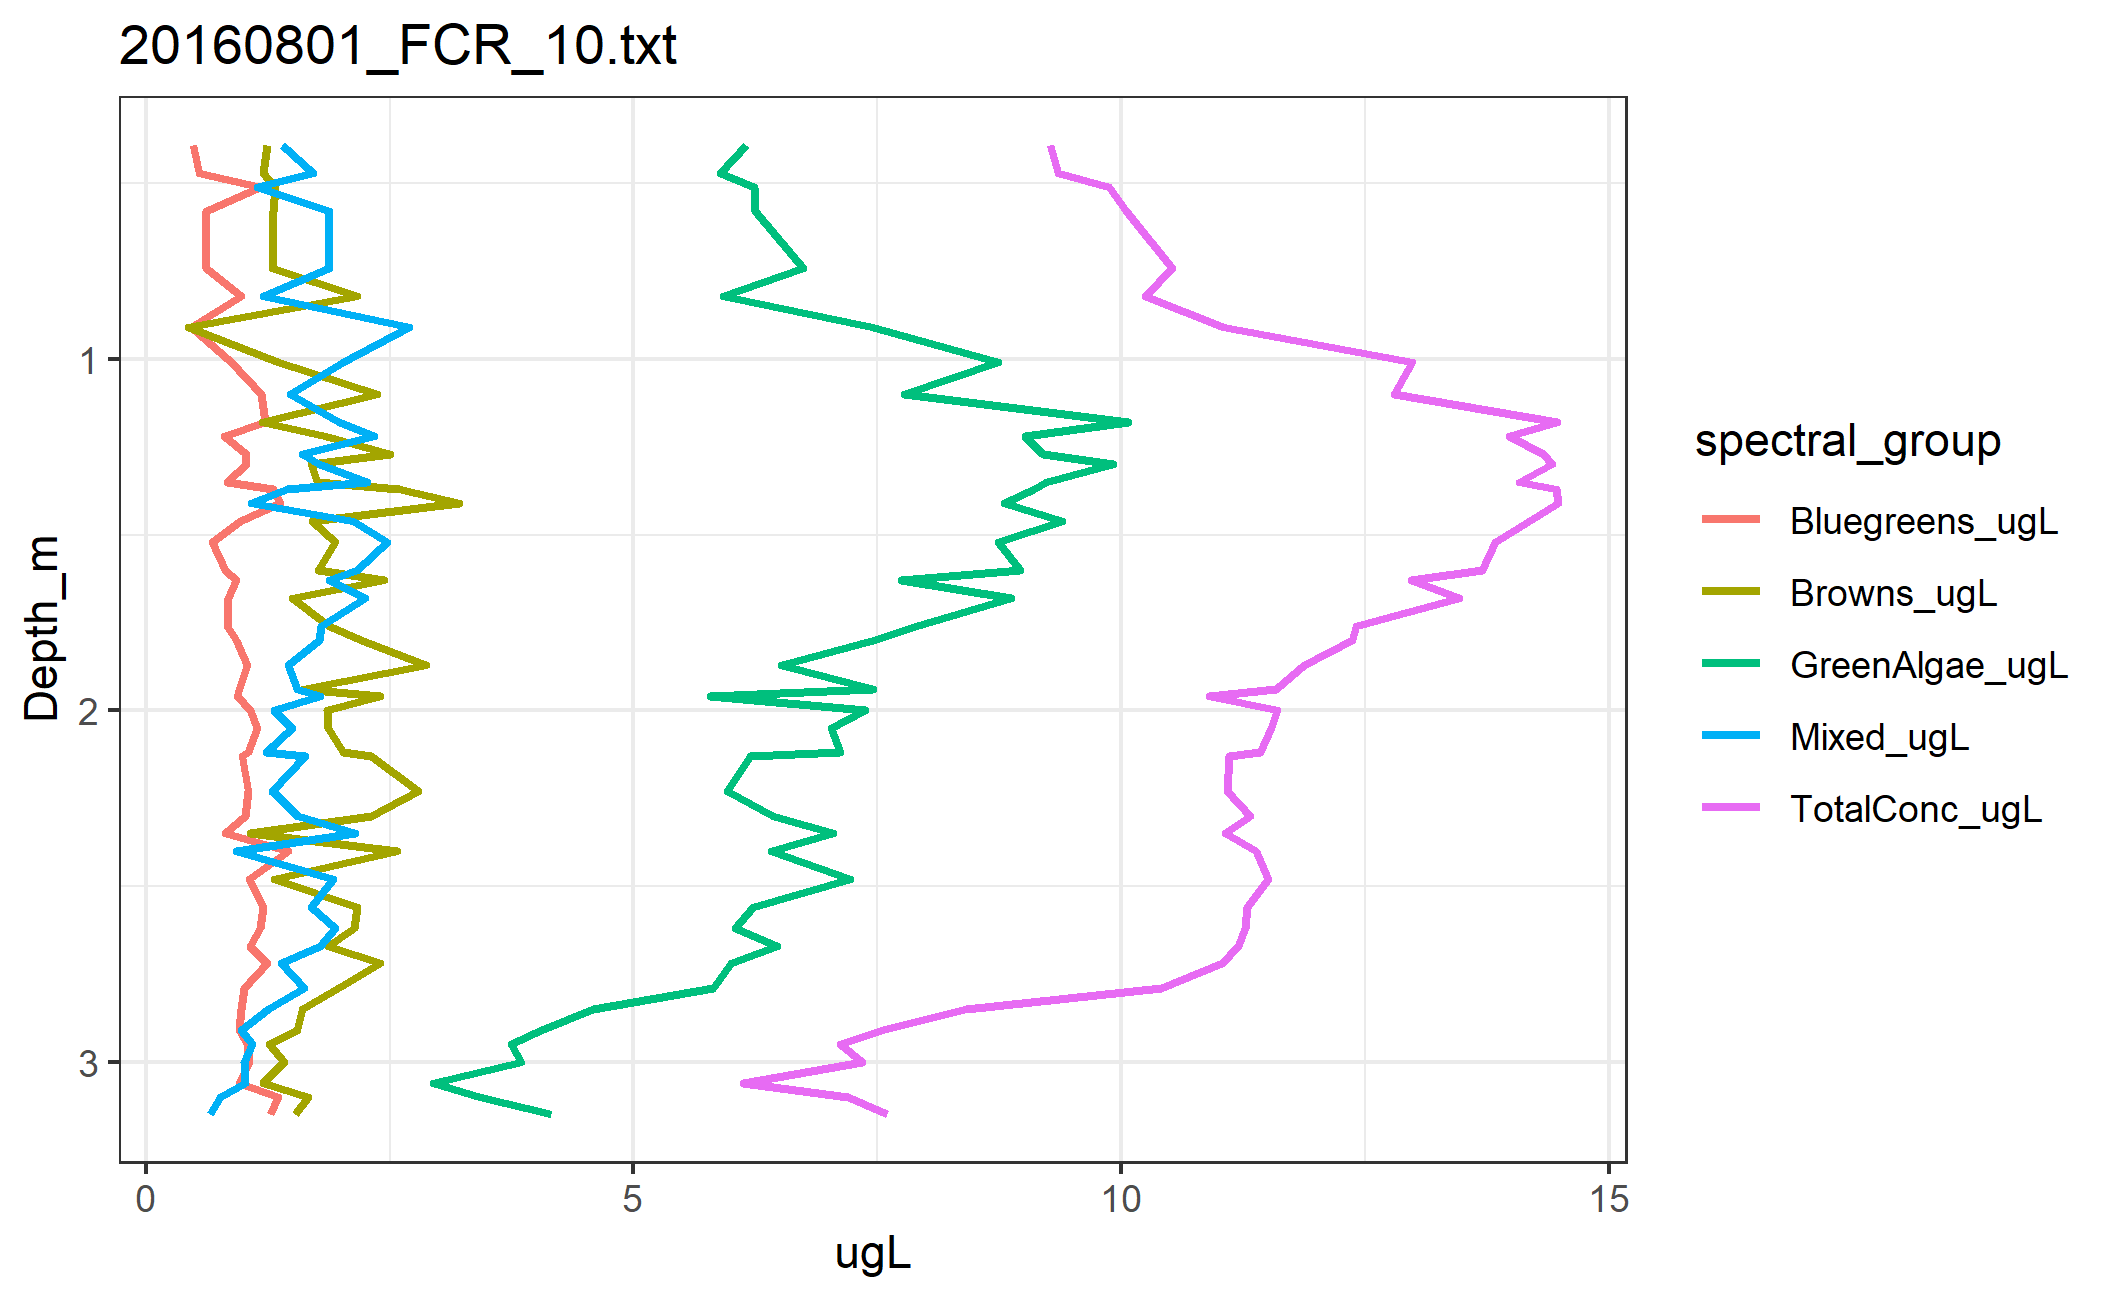 20160801_FCR_10.txt
Depth_m
1
2
3
0
5
10
15
ugL
spectral_group
Bluegreens_ugL
Browns_ugL
GreenAlgae_ugL
Mixed_ugL
TotalConc_ugL